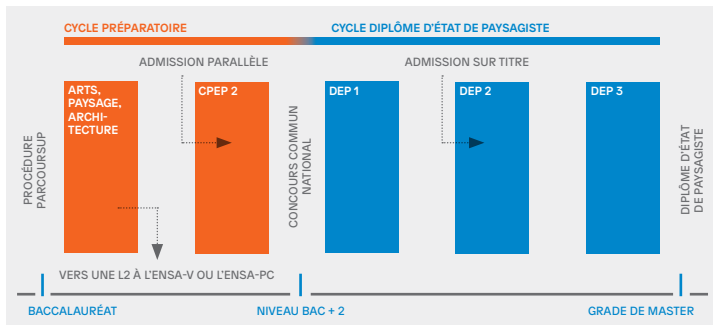 CYCLE PRÉPARATOIRE
CYCLE DIPLÔME D'ÉTAT DE PAYSAGISTE
ADMISSION PARALLÈLE
ADMISSION SUR TITRE
PROCÉDURE
PARCOURSUP
ARTS,
PAYSAGE,
ARCHI-
TECTURE
CPEP 2
CONCOURS COMMUN
NATIONAL
DEP 1
DEP 2
DEP 3
DIPLÔME D'ÉTAT
DE PAYSAGISTE
VERS UNE L2 À L'ENSA-V OU L'ENSA-PC
BACCALAURÉAT
NIVEAU BAC + 2
GRADE DE MASTER